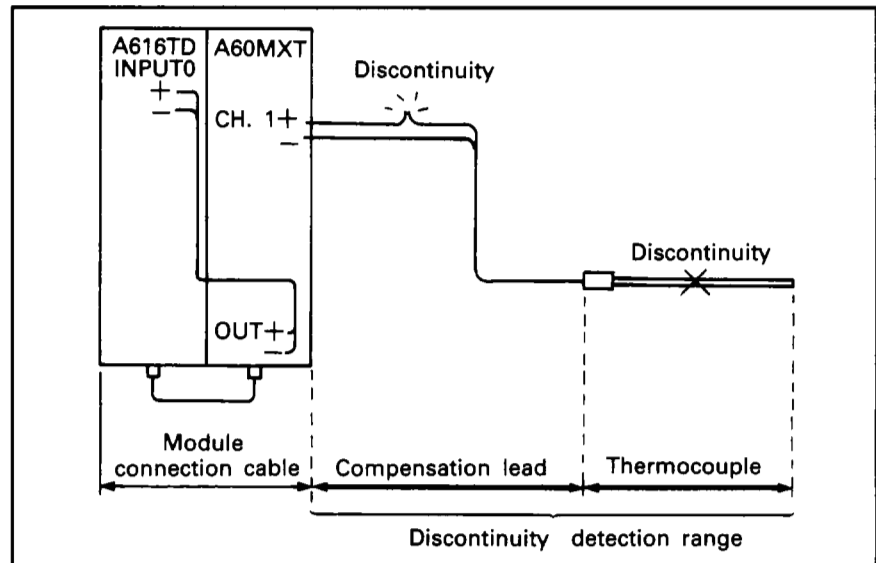 A616TD A60MXT
INPUT0
+
−
CH. 1+
−
Discontinuity
Discontinuity
OUT+
−
Module
connection cable
Compensation lead
Thermocouple
Discontinuity detection range